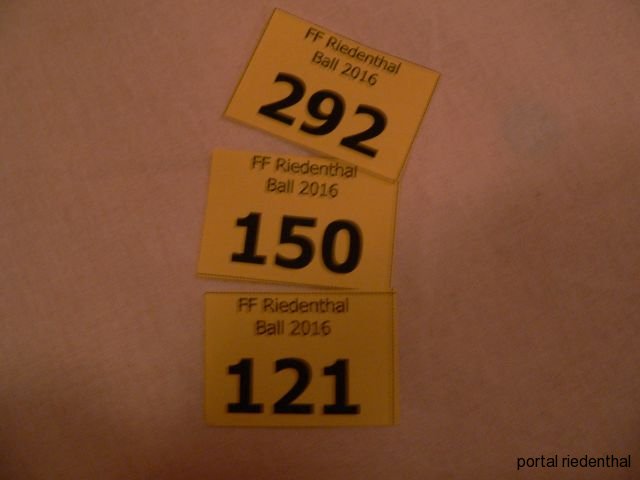 FF Riedenthal
Ball 2016
292
FF Riedenthal
Ball 2016
150
FF Riedenthal
Ball 2016
121
portal riedenthal